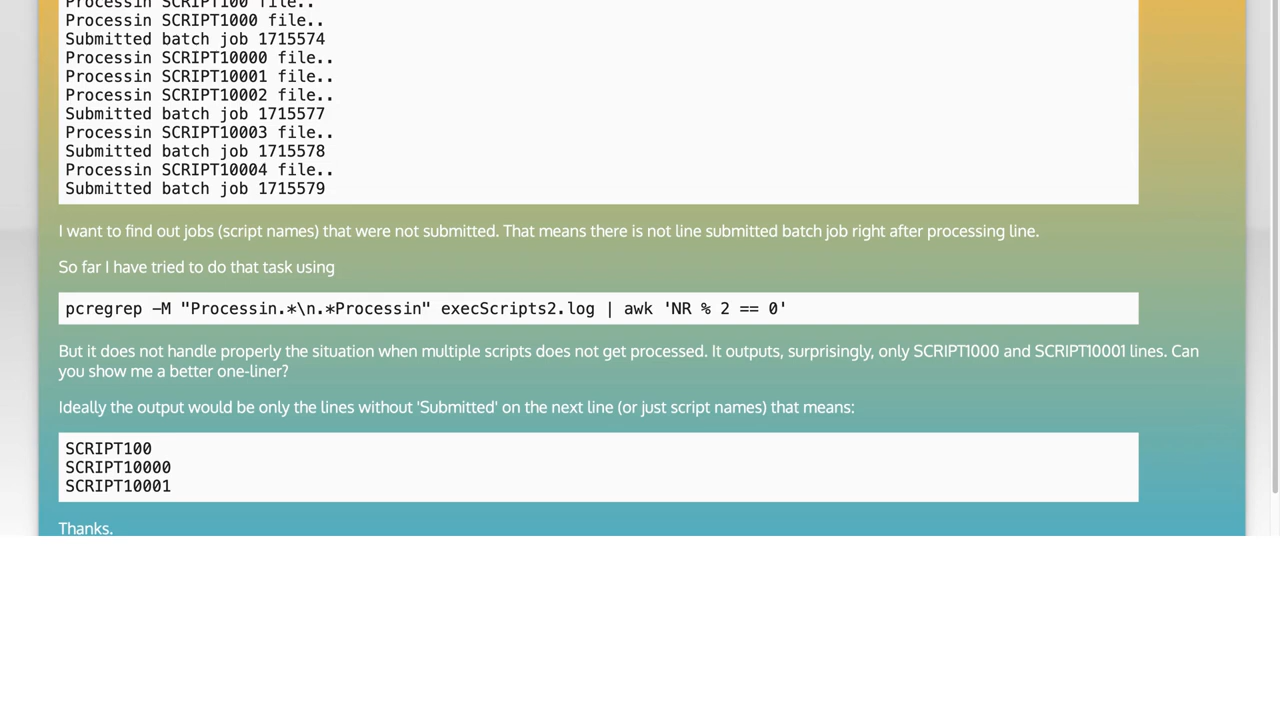 Processin SCRIPT100 file..
Processin SCRIPT1000 file..
Submitted batch job 1715574
Processin SCRIPT10000 file..
Processin SCRIPT10001 file..
Processin SCRIPT10002 file..
Submitted batch job 1715577
Processin SCRIPT10003 file..
Submitted batch job 1715578
Processin SCRIPT10004 file..
Submitted batch job 1715579
I want to find out jobs (script names) that were not submitted. That means there is not line submitted batch job right after processing line.
So far I have tried to do that task using
pcregrep -M "Processin.*\n.*Processin" execScripts2.log | awk 'NR % 2 == 0'
But it does not handle properly the situation when multiple scripts does not get processed. It outputs, surprisingly, only SCRIPT1000 and SCRIPT10001 lines. Can
you show me a better one-liner?
Ideally the output would be only the lines without 'Submitted' on the next line (or just script names) that means:
SCRIPT100
SCRIPT10000
SCRIPT10001
Thanks.